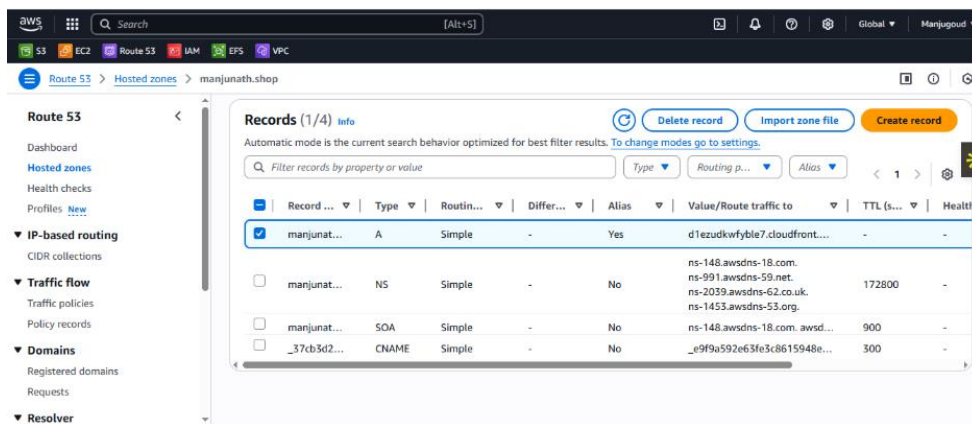 aws
Search [Alt+S] Global Manjugoud
S3 EC2 Route 53 IAM EFS VPC
Route 53 > Hosted zones > manjunath.shop
Route 53
Dashboard
Hosted zones
Health checks
Profiles New
IP-based routing
CIDR collections
Traffic flow
Traffic policies
Policy records
Domains
Registered domains
Requests
Resolver
Records (1/4) Info
Delete record Import zone file Create record
Automatic mode is the current search behavior optimized for best filter results. To change modes go to settings.
Filter records by property or value Type Routing p... Alias 1
Record ... Type Routin... Differ... Alias Value/Route traffic to TTL (s... Health
manjunat... A Simple - Yes d1ezudkwfyble7.cloudfront.... - -
manjunat... NS Simple - No ns-148.awsdns-18.com. 172800 -
ns-991.awsdns-59.net.
ns-2039.awsdns-62.co.uk.
ns-1453.awsdns-53.org.
manjunat... SOA Simple - No ns-148.awsdns-18.com. awsd... 900 -
_37cb3d2... CNAME Simple - No _e9f9a592e63fe3c8615948e... 300 -